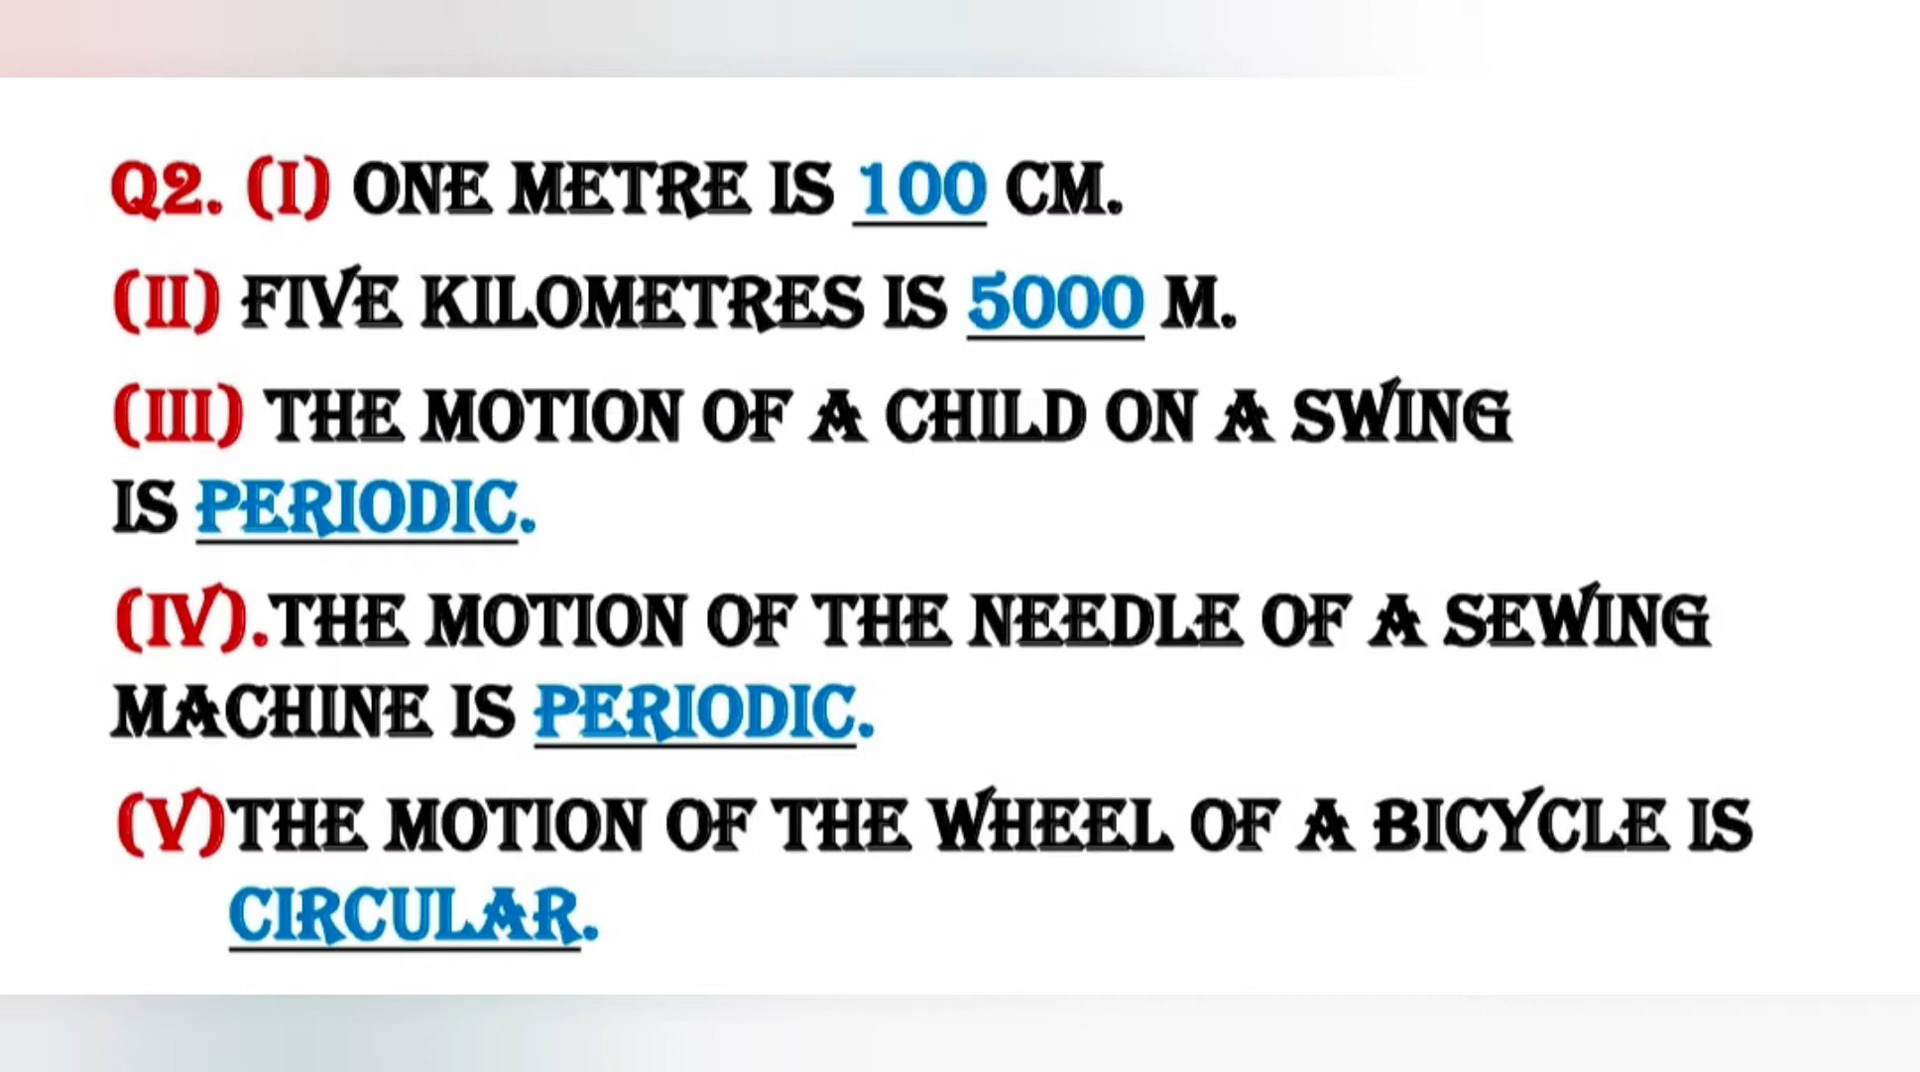 Q2. (I) ONE METRE IS 100 CM.
(II) FIVE KILOMETRES IS 5000 M.
(III) THE MOTION OF A CHILD ON A SWING
IS PERIODIC.
(IV).THE MOTION OF THE NEEDLE OF A SEWING
MACHINE IS PERIODIC.
(V)THE MOTION OF THE WHEEL OF A BICYCLE IS
CIRCULAR.